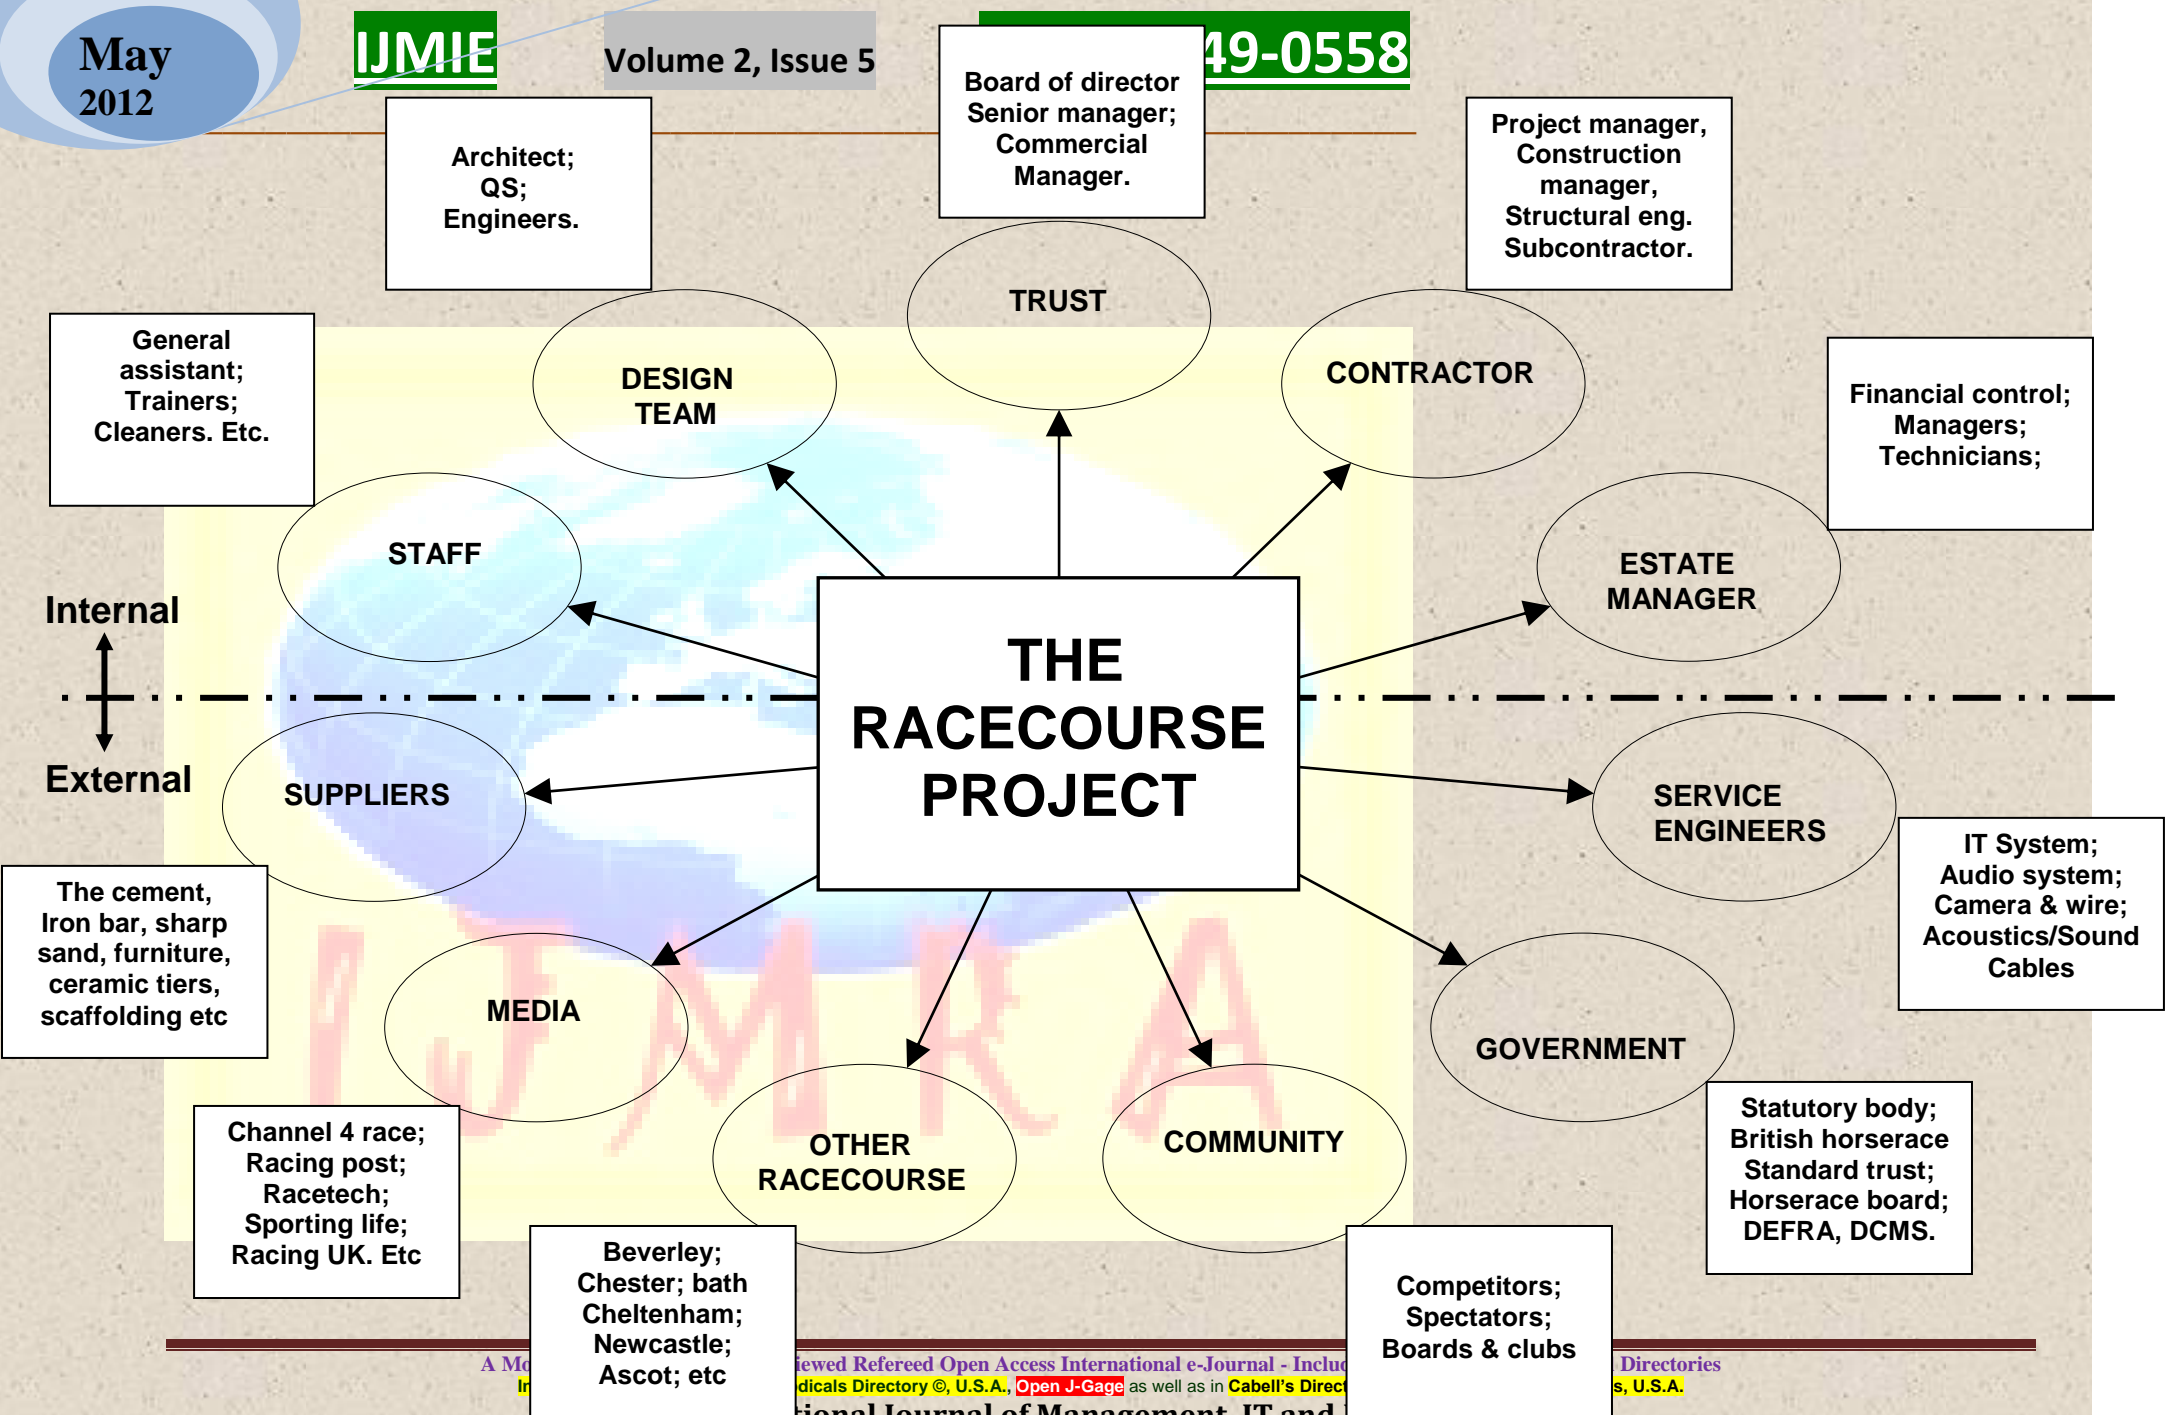 May
2012
IJMIE
Volume 2, Issue 5
49-0558
Board of director
Senior manager;
Commercial
Manager.
Architect;
QS;
Engineers.
Project manager,
Construction
manager,
Structural eng.
Subcontractor.
General
assistant;
Trainers;
Cleaners. Etc.
Financial control;
Managers;
Technicians;
TRUST
DESIGN
TEAM
CONTRACTOR
STAFF
ESTATE
MANAGER
Internal
External
THE
RACECOURSE
PROJECT
SUPPLIERS
SERVICE
ENGINEERS
The cement,
Iron bar, sharp
sand, furniture,
ceramic tiers,
scaffolding etc
IT System;
Audio system;
Camera & wire;
Acoustics/Sound
Cables
MEDIA
GOVERNMENT
OTHER
RACECOURSE
COMMUNITY
IJMRA
Channel 4 race;
Racing post;
Racetech;
Sporting life;
Racing UK. Etc
Statutory body;
British horserace
Standard trust;
Horserace board;
DEFRA, DCMS.
Beverley;
Chester; bath
Cheltenham;
Newcastle;
Ascot; etc
Competitors;
Spectators;
Boards & clubs
A Refereed Open Access International e-Journal - Directories
Directory ©, U.S.A., Open J-Gage as well as in Cabell's U.S.A.
Journal of Management, IT and